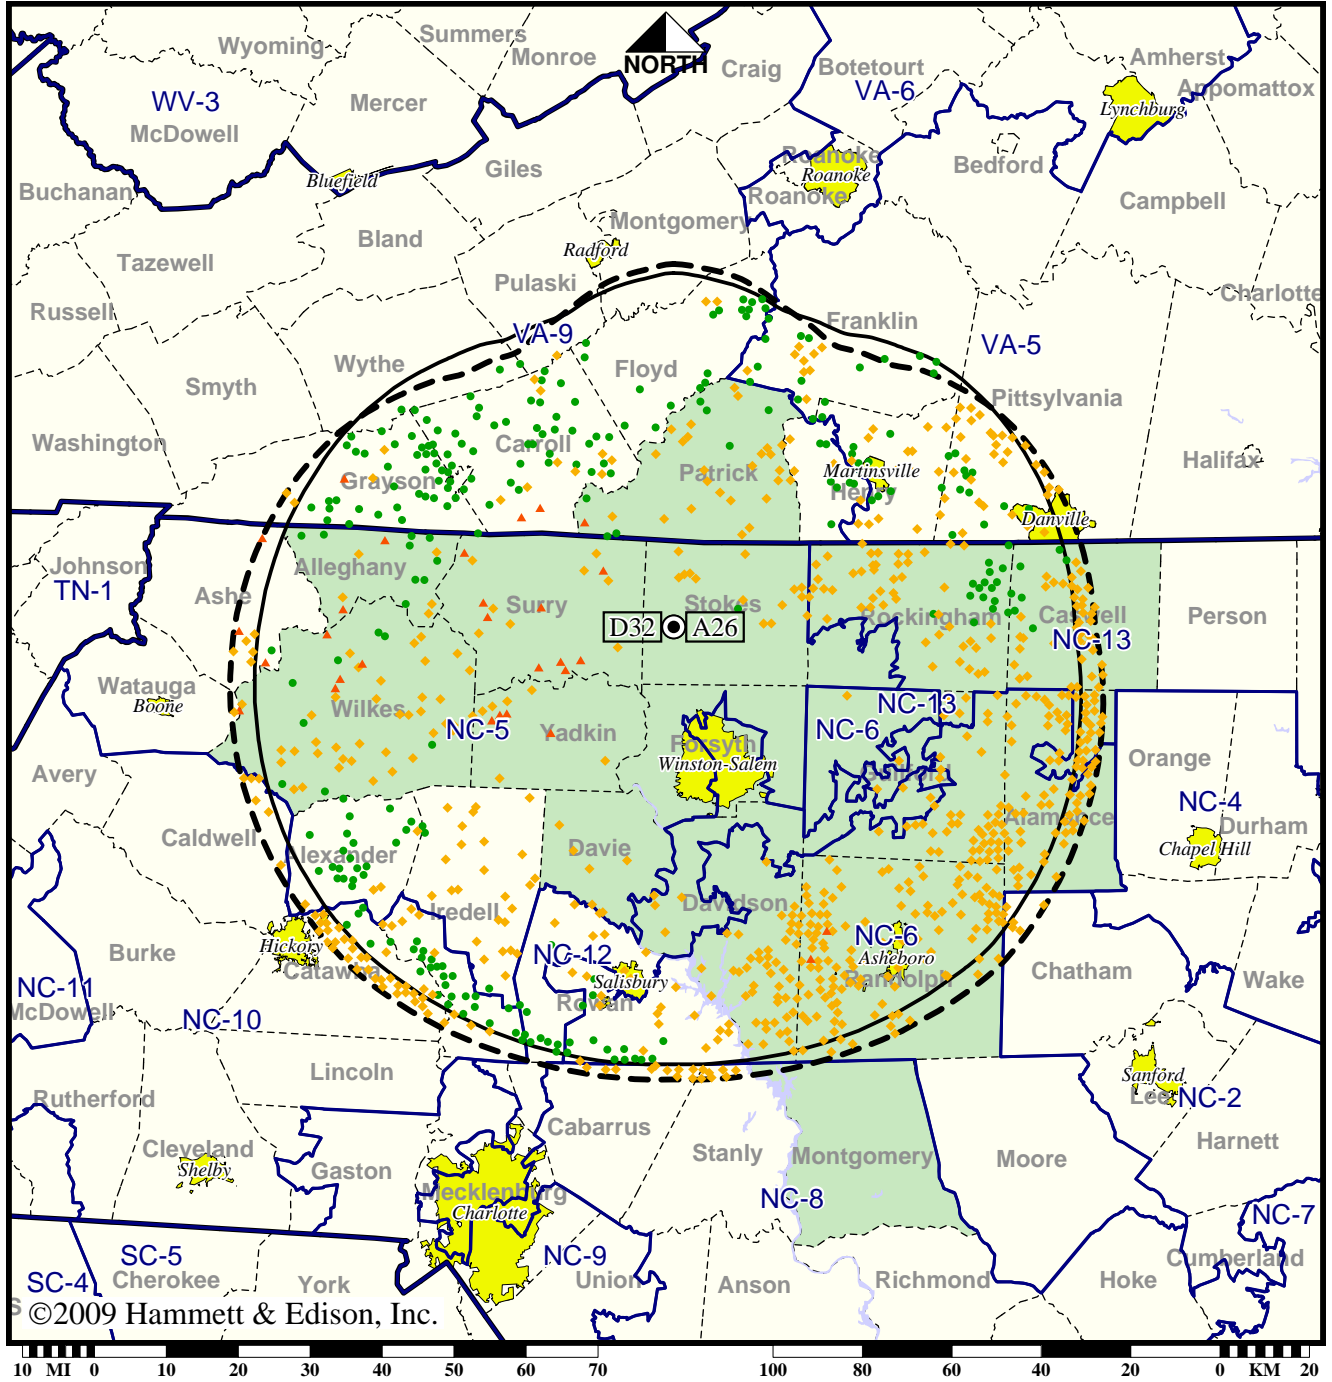 Wyoming
Summers
Monroe
NORTH
Craig
Botetourt
Amherst
VA-6
Appomattox
WV-3
Mercer
Lynchburg
McDowell
Roanoke
Bedford
Giles
Roanoke
Bluefield
Buchanan
Roanoke
Campbell
Montgomery
Bland
Radford
Tazewell
Pulaski
Charlotte
Russell
Franklin
VA-9
VA-5
Wythe
Floyd
Smyth
Pittsylvania
Washington
Carroll
Halifax
Patrick
Martinsville
Grayson
Henry
Danville
Johnson
Alleghany
TN-1
Ashe
Surry
Stokes
Rockingham
Caswell
Person
D32
A26
NC-13
Watauga
Boone
Wilkes
NC-5
Yadkin
NC-13
NC-6
Forsyth
Winston-Salem
Guilford
Orange
Avery
NC-4
Alamance
Durham
Caldwell
Alexander
Davie
Chapel Hill
Iredell
Davidson
NC-6
Hickory
Burke
NC-12
Asheboro
Catawba
Chatham
Wake
Salisbury
Randolph
NC-11
Rowan
McDowell
NC-10
Lincoln
Sanford
Rutherford
Lee
NC-2
Cabarrus
Cleveland
Harnett
Shelby
Gaston
Stanly
Montgomery
Moore
Mecklenburg
NC-8
Charlotte
NC-7
SC-5
NC-9
Cumberland
SC-4
Cherokee
York
Union
Anson
Richmond
Hoke
S
©2009 Hammett & Edison, Inc.
10 MI 0 10 20 30 40 50 60 70
100 80 60 40 20 0 KM 20